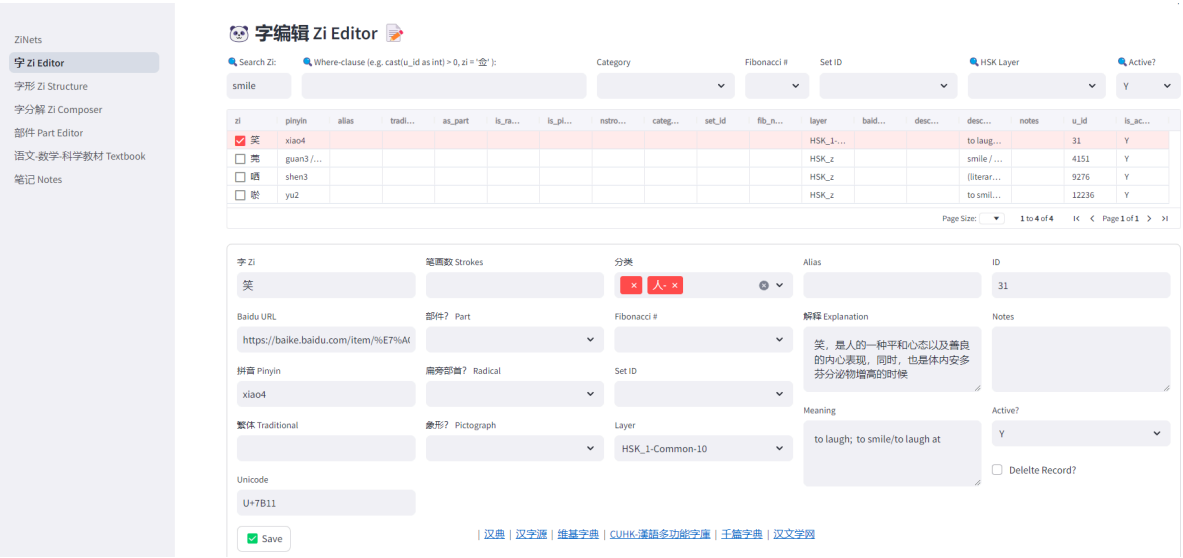 ZiNets
字 Zi Editor
字形 Zi Structure
字分解 Zi Composer
部件 Part Editor
语文-数学-科学教材 Textbook
笔记 Notes
字编辑 Zi Editor
Search Zi: Where-clause (e.g. cast(u_id as int) > 0, zi = '㒲' ): Category Fibonacci # Set ID HSK Layer Active?
smile Y
zi pinyin alias tradi... as_part is_ra... is_pi... nstro... categ... set_id fib_n... layer baid... desc... desc... notes u_id is_ac...
笑 xiao4 HSK_1-... to laug... 31 Y
莞 guan3 /... HSK_z smile / ... 4151 Y
哂 shen3 HSK_z (literar... 9276 Y
yu2 HSK_z to smil... 12236 Y
Page Size: 1 to 4 of 4 Page 1 of 1
字 Zi 笔画数 Strokes 分类 Alias ID
笑 × 人- × 31
Baidu URL 部件? Part Fibonacci # 解释 Explanation Notes
https://baike.baidu.com/item/%E7%A
笑，是人的一种平和心态以及善良
的内心表现，同时，也是体内安多
芬分泌物增高的时候
拼音 Pinyin 扁旁部首? Radical Set ID
xiao4
Meaning Active?
繁体 Traditional 象形? Pictograph Layer
to laugh; to smile/to laugh at Y
HSK_1-Common-10
Delelte Record?
Unicode
U+7B11
Save | 汉典 | 汉字源 | 维基字典 | CUHK-漢語多功能字庫 | 千篇字典 | 汉文学网